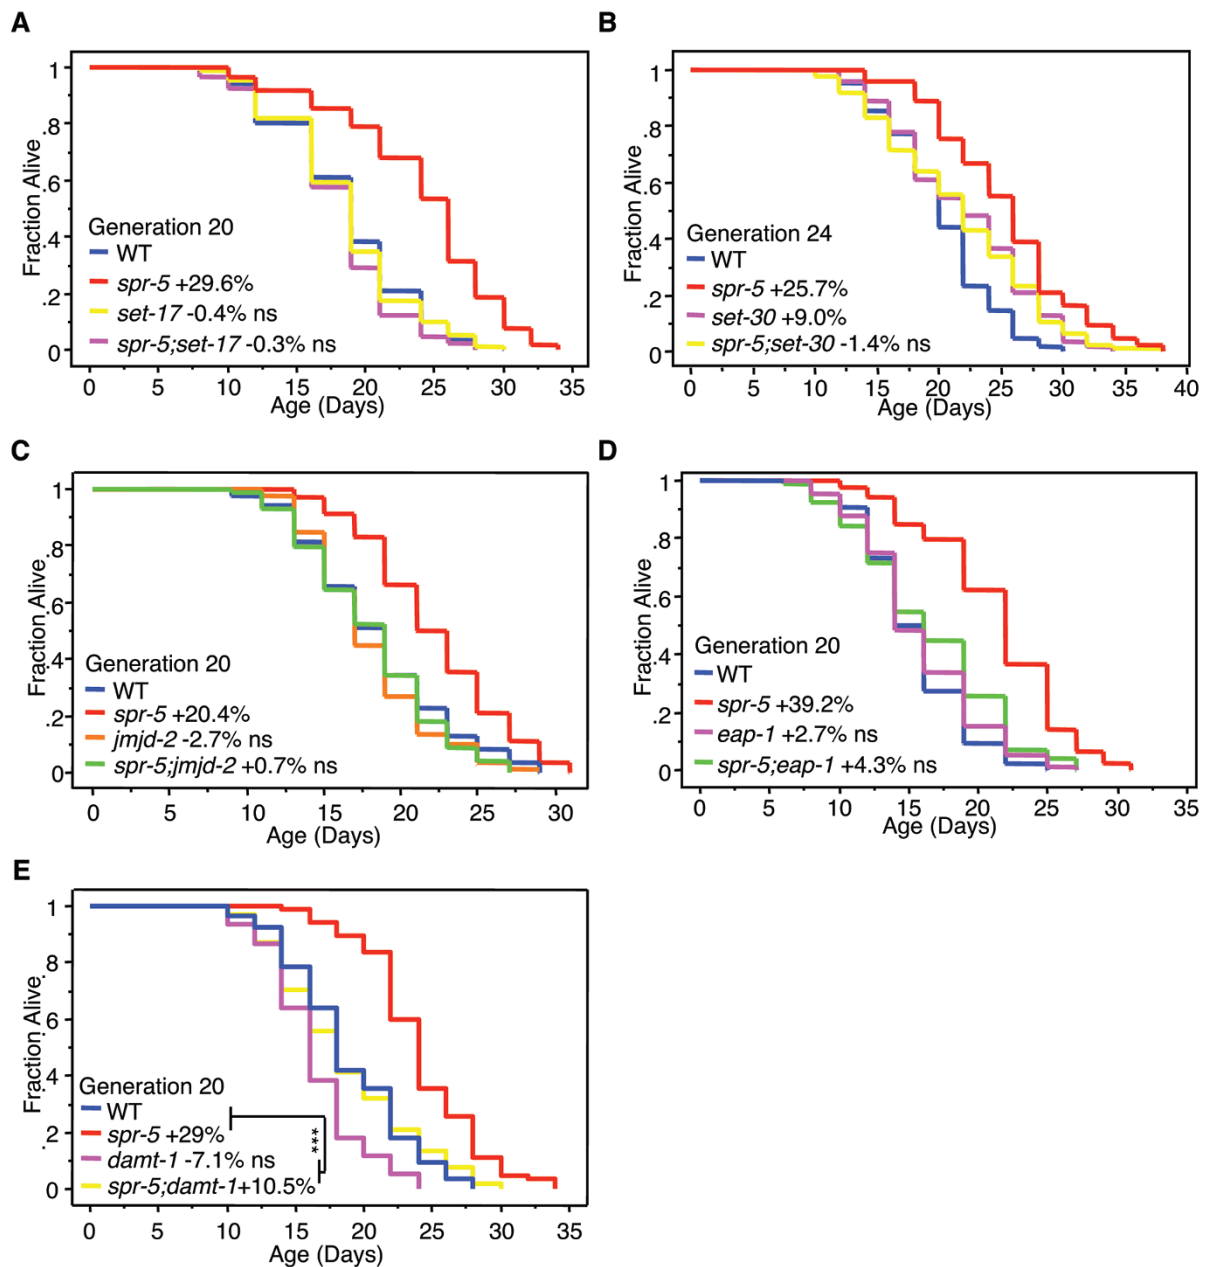 A
Fraction Alive
1
.8
.6
.4
.2
0
Generation 20
WT
spr-5 +29.6%
set-17 -0.4% ns
spr-5;set-17 -0.3% ns
0 5 10 15 20 25 30 35
Age (Days)
B
Fraction Alive
1
.8
.6
.4
.2
0
Generation 24
WT
spr-5 +25.7%
set-30 +9.0%
spr-5;set-30 -1.4% ns
0 5 10 15 20 25 30 35 40
Age (Days)
C
Fraction Alive
1
.8
.6
.4
.2
0
Generation 20
WT
spr-5 +20.4%
jmjd-2 -2.7% ns
spr-5;jmjd-2 +0.7% ns
0 5 10 15 20 25 30
Age (Days)
D
Fraction Alive
1
.8
.6
.4
.2
0
Generation 20
WT
spr-5 +39.2%
eap-1 +2.7% ns
spr-5;eap-1 +4.3% ns
0 5 10 15 20 25 30 35
Age (Days)
E
Fraction Alive
1
.8
.6
.4
2
0
Generation 20
WT
spr-5 +29%
damt-1 -7.1% ns
spr-5;damt-1+10.5%
***
0 5 10 15 20 25 30 35
Age (Days)